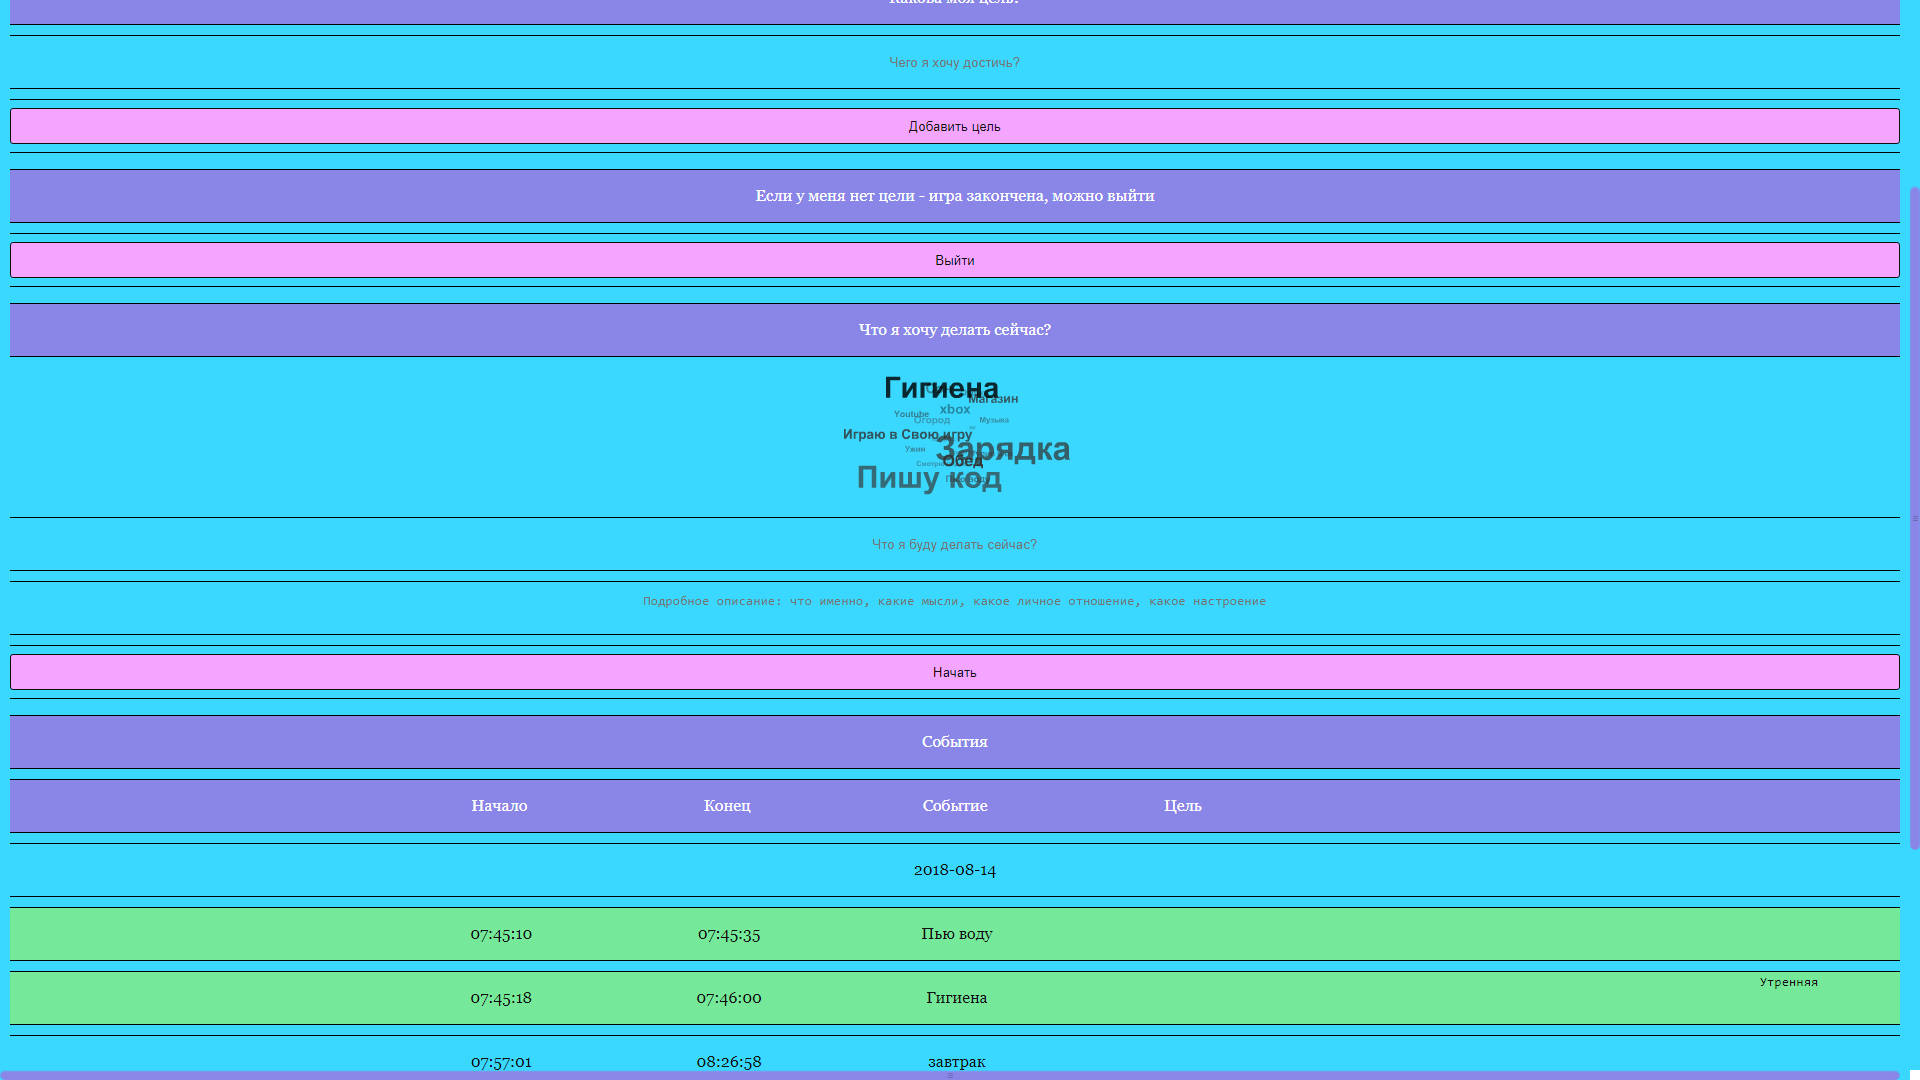 Какова моя цель?
Чего я хочу достичь?
Добавить цель
Если у меня нет цели - игра закончена, можно выйти
Выйти
Что я хочу делать сейчас?
Гигиена
Магазин
xbox
Youtube
Огород
Музыка
Играю в Свою игру
Зарядка
Ужин
Обед
Пишу код
Что я буду делать сейчас?
Подробное описание: что именно, какие мысли, какое личное отношение, какое настроение
Начать
События
Начало Конец Событие Цель
2018-08-14
07:45:10 07:45:35 Пью воду
07:45:18 07:46:00 Гигиена Утренняя
07:57:01 08:26:58 завтрак